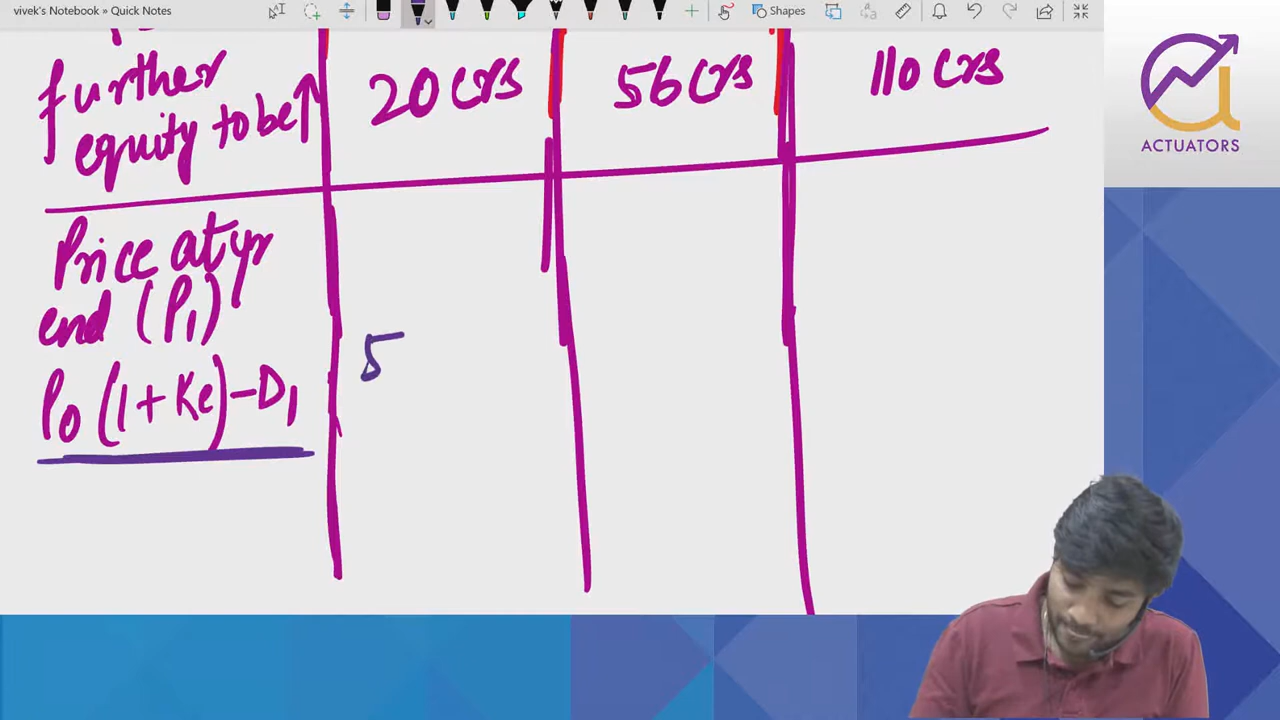 vivek's Notebook » Quick Notes
Shapes
ACTUATORS
further 20 Crs 56 Crs 110 Crs
equity to be ↑
Price at yr
end (P1)
5
P0 (1 + Ke) - D1